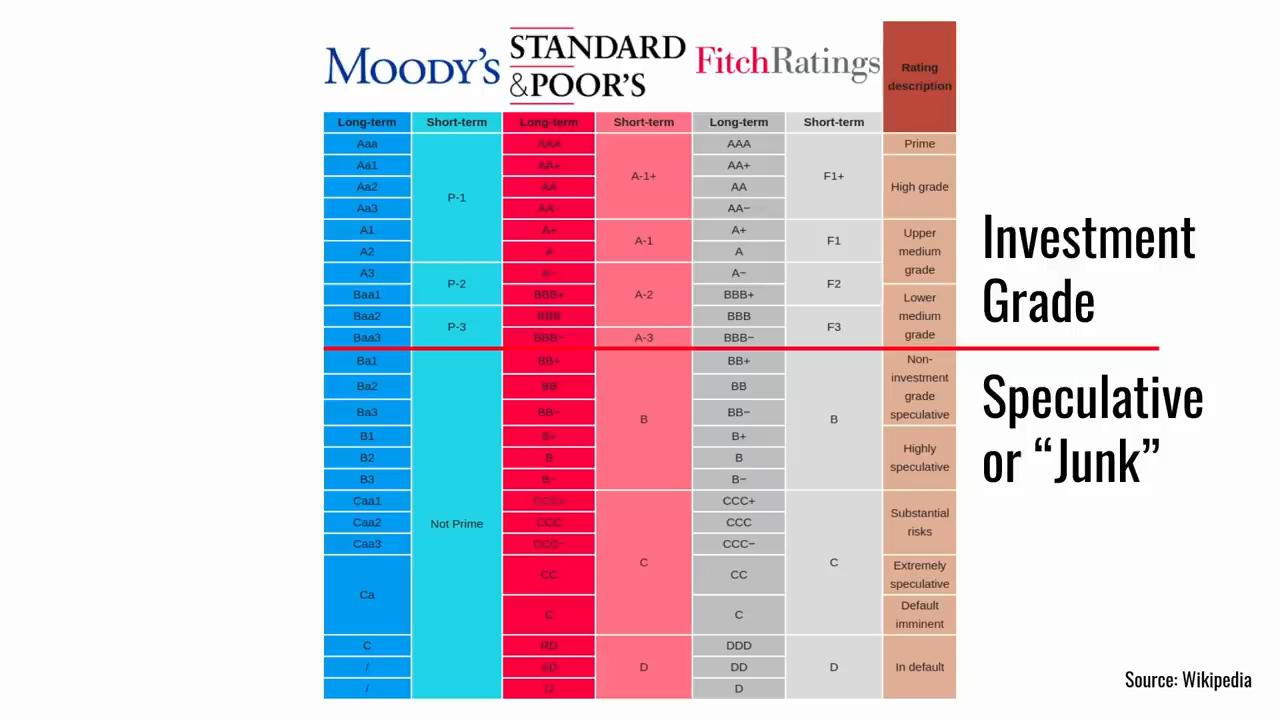 MOODY'S
STANDARD
&POOR'S
FitchRatings
Rating
description
Long-term Short-term Long-term Short-term Long-term Short-term
Aaa P-1 AAA A-1+ AAA F1+ Prime
Aa1 AA+ AA+ High grade
Aa2 AA AA
Aa3 AA- AA−
A1 A+ A-1 A+ F1 Upper
medium
grade
A2 A A
A3 P-2 A- A-2 A− F2
Baa1 BBB+ BBB+ Lower
medium
grade
Baa2 P-3 BBB BBB F3
Baa3 BBB− A-3 BBB−
Investment
Grade
Ba1 Not Prime BB+ B BB+ B Non-
investment
grade
speculative
Ba2 BB BB
Ba3 BB− BB−
B1 B+ B+ Highly
speculative
B2 B B
B3 B- B−
Caa1 CCC+ C CCC+ C Substantial
risks
Caa2 CCC CCC
Caa3 CCC− CCC−
Ca CC CC Extremely
speculative
C C Default
imminent
C RD D DDD D In default
/ SD DD
/ D D
Speculative
or “Junk”
Source: Wikipedia